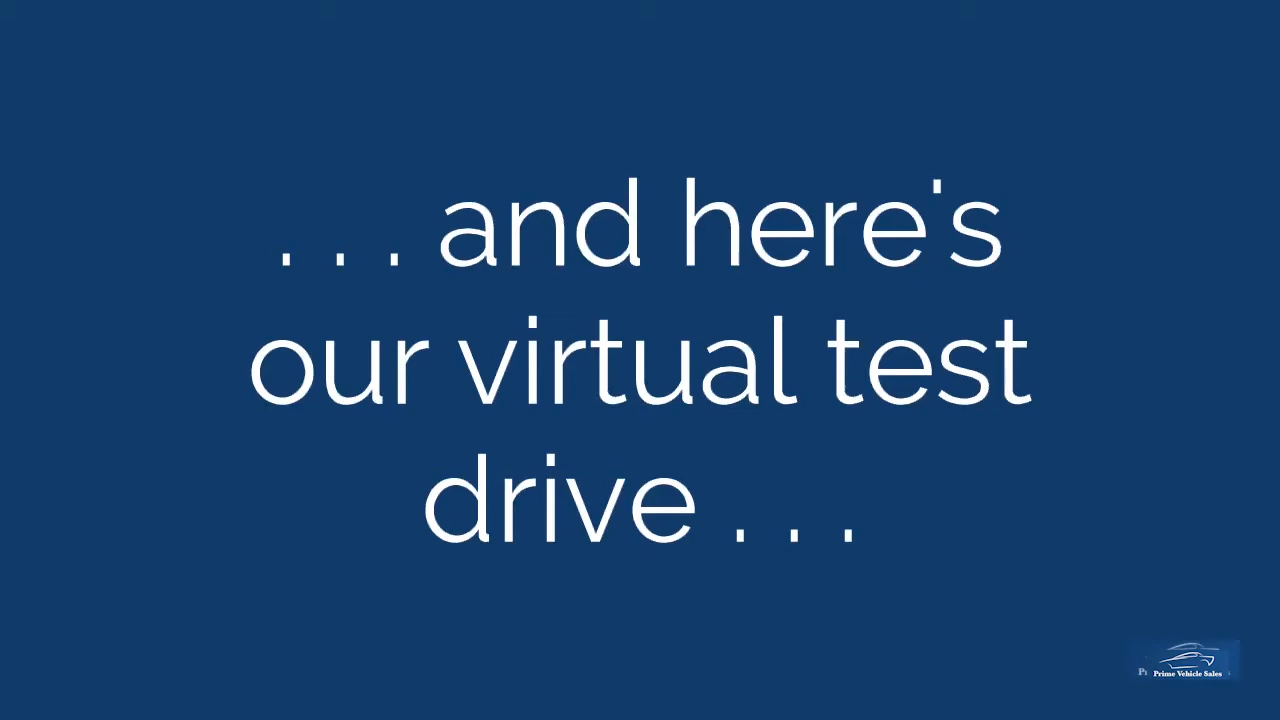 . . . and here's
our virtual test
drive . . .
Prime Vehicle Sales